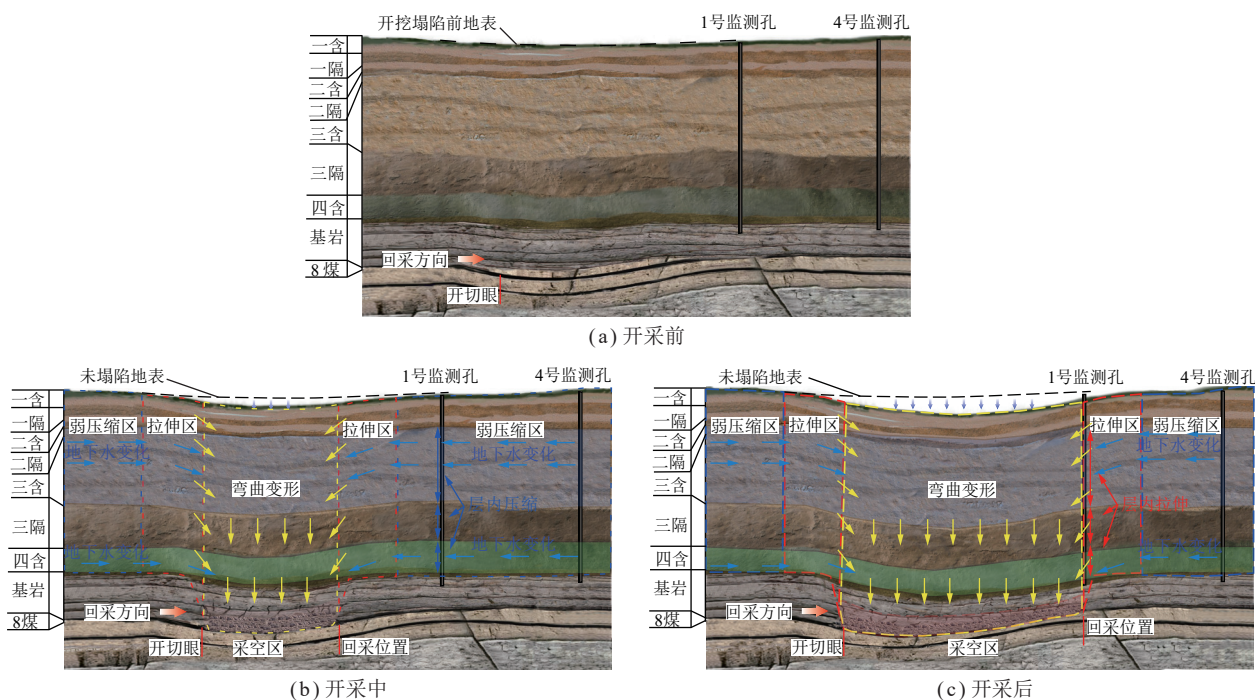 开挖塌陷前地表
1号监测孔
4号监测孔
一含
一隔
二含
二隔
三含
三隔
四含
基岩
8煤
回采方向
开切眼
(a) 开采前
未塌陷地表
1号监测孔
4号监测孔
一含
一隔
二含
二隔
三含
三隔
四含
基岩
8煤
弱压缩区
拉伸区
拉伸区
弱压缩区
地下水变化
地下水变化
弯曲变形
层内压缩
地下水变化
地下水变化
回采方向
开切眼
采空区
回采位置
(b) 开采中
未塌陷地表
1号监测孔
4号监测孔
一含
一隔
二含
二隔
三含
三隔
四含
基岩
8煤
弱压缩区
拉伸区
拉伸区
弱压缩区
地下水变化
地下水变化
弯曲变形
层内拉伸
地下水变化
地下水变化
回采方向
开切眼
采空区
回采位置
(c) 开采后